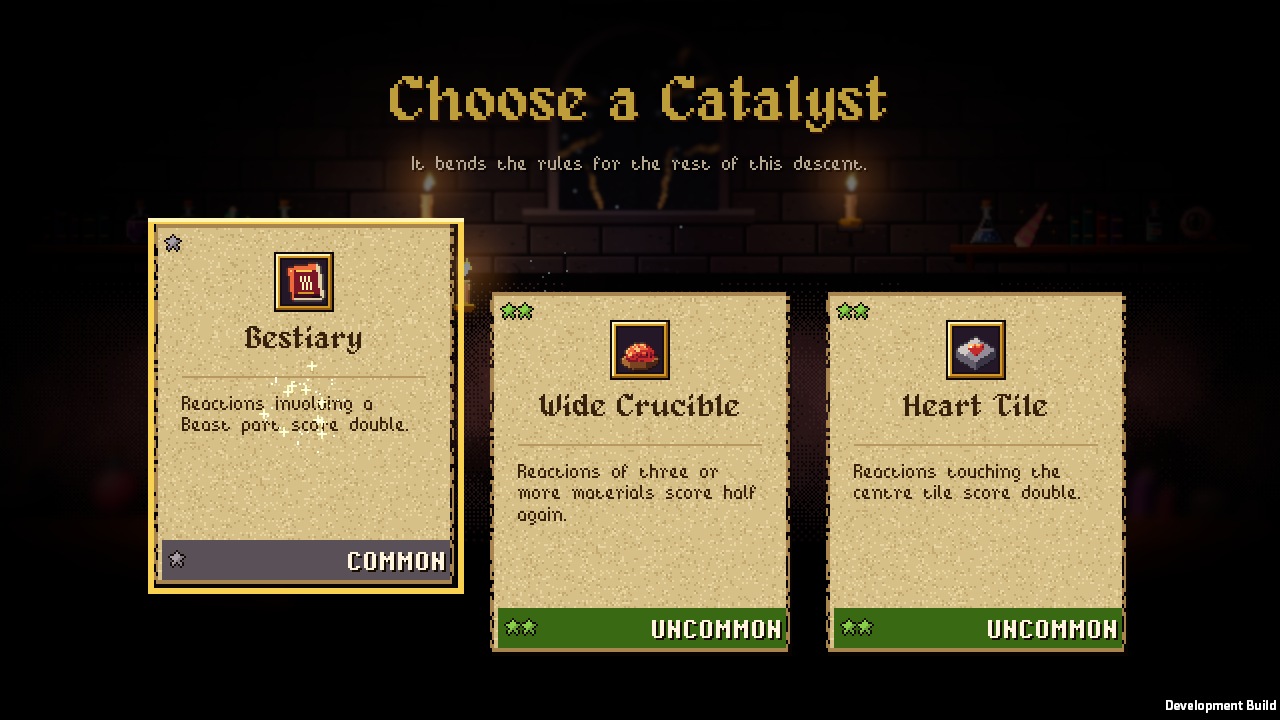 Choose a Catalyst
It bends the rules for the rest of this descent.
Bestiary
Reactions involving a
Beast part score double.
COMMON
Wide Crucible
Reactions of three or
more materials score half
again.
UNCOMMON
Heart Tile
Reactions touching the
centre tile score double.
UNCOMMON
Development Build